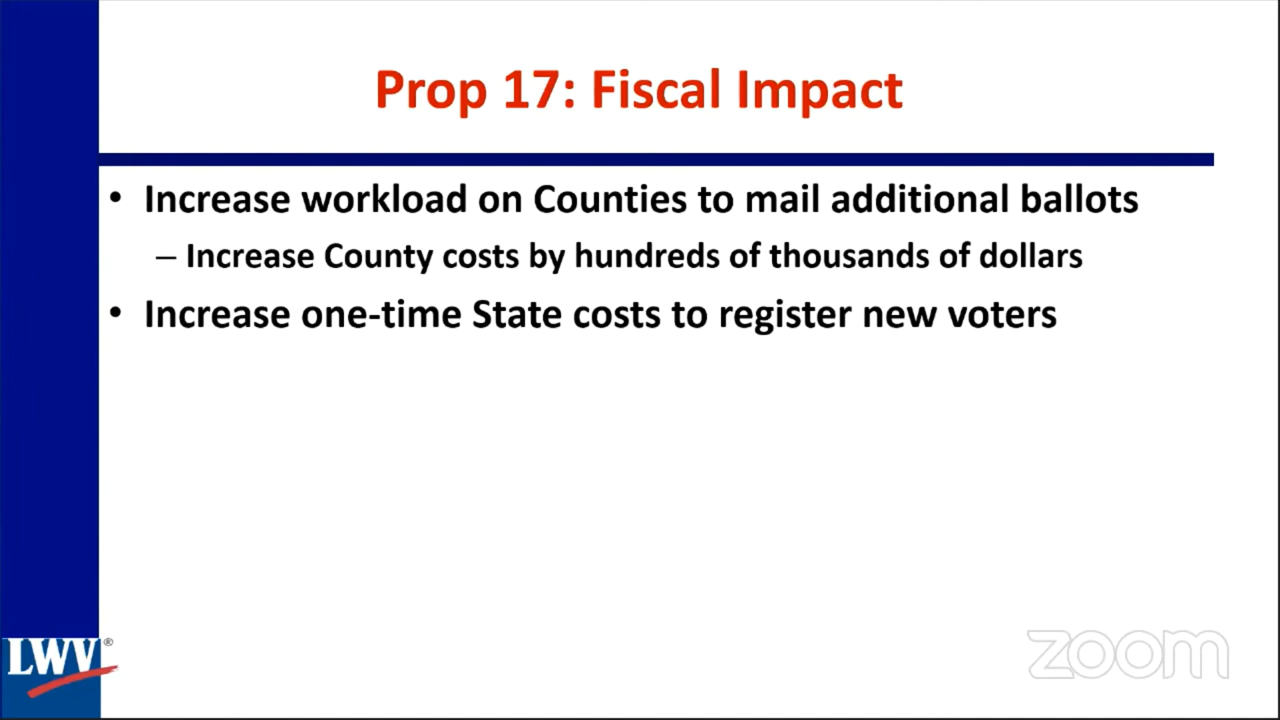 Prop 17: Fiscal Impact
• Increase workload on Counties to mail additional ballots
– Increase County costs by hundreds of thousands of dollars
• Increase one-time State costs to register new voters
LWV®
zoom